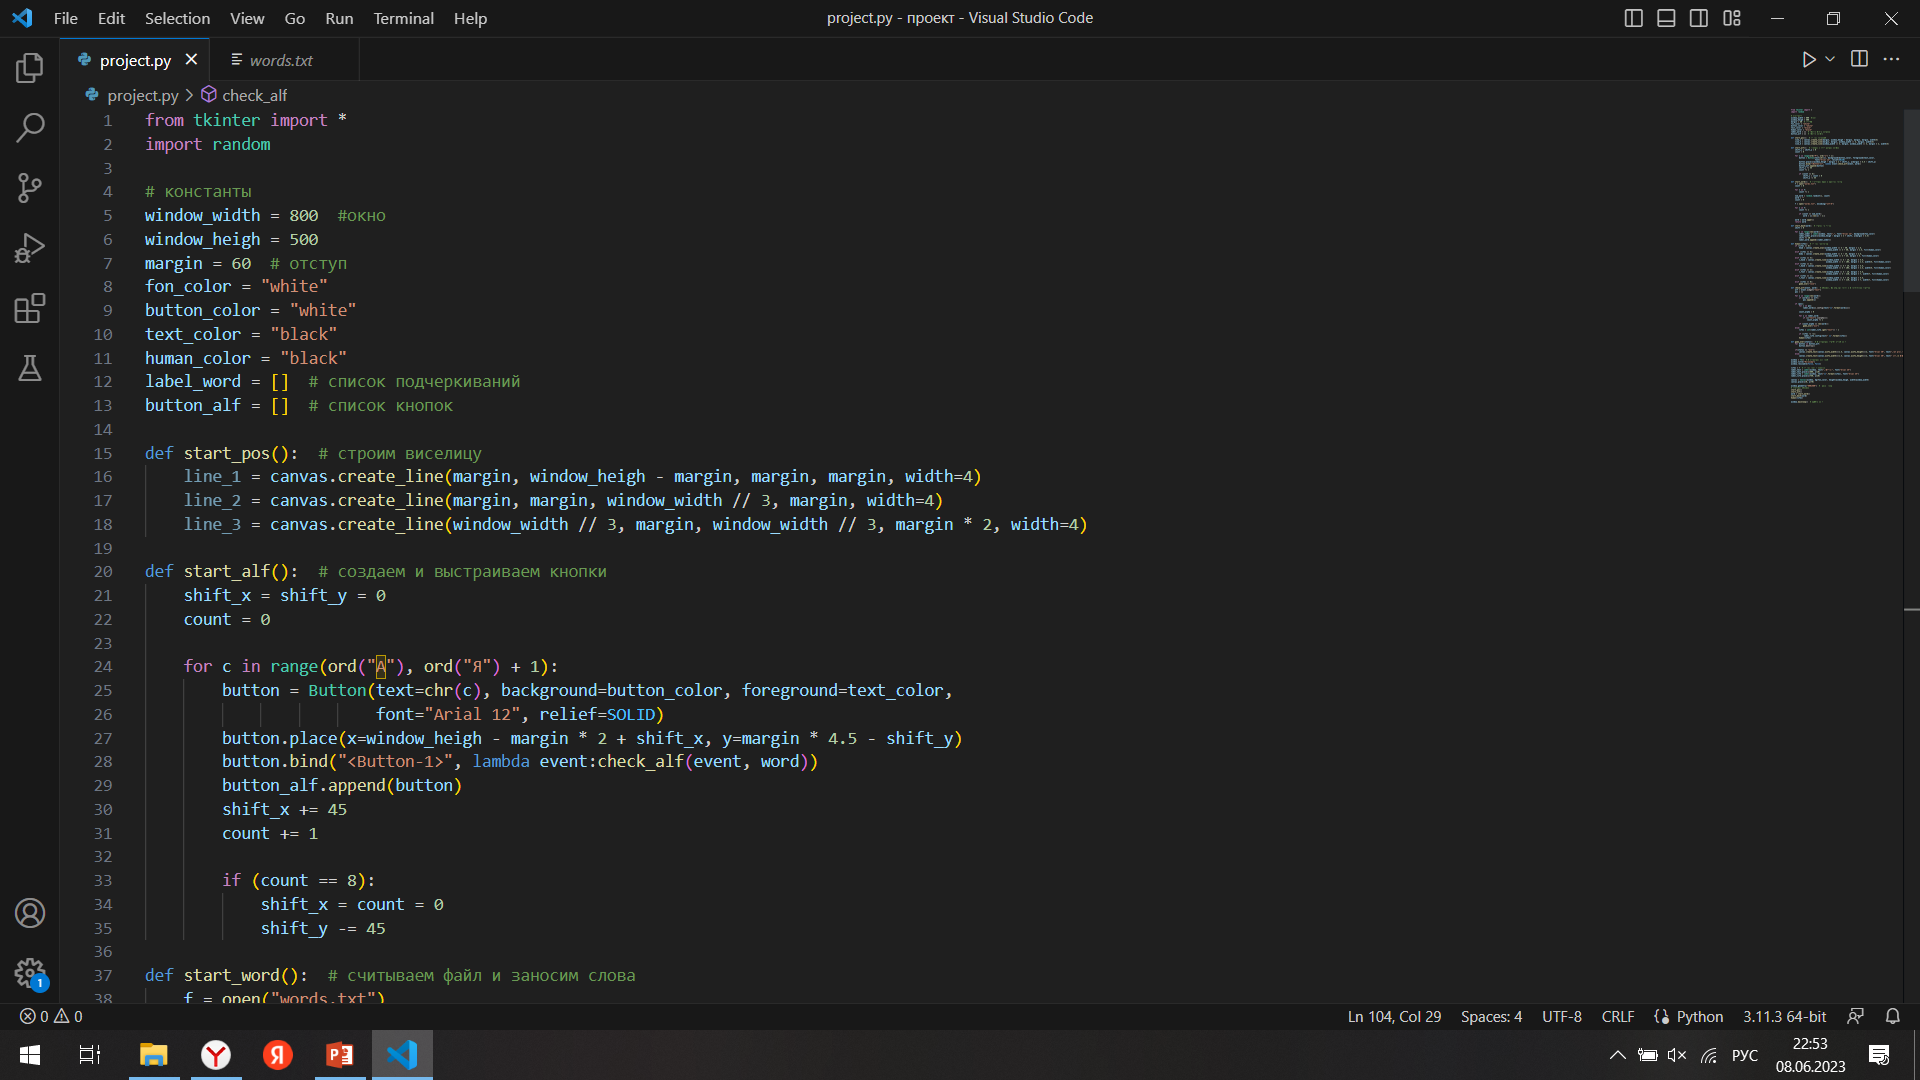 File Edit Selection View Go Run Terminal Help
project.py - проект - Visual Studio Code
project.py words.txt
project.py > check_alf
1 from tkinter import *
2 import random
3
4 # константы
5 window_width = 800  #окно
6 window_heigh = 500
7 margin = 60  # отступ
8 fon_color = "white"
9 button_color = "white"
10 text_color = "black"
11 human_color = "black"
12 label_word = []  # список подчеркиваний
13 button_alf = []  # список кнопок
14
15 def start_pos():  # строим виселицу
16     line_1 = canvas.create_line(margin, window_heigh - margin, margin, margin, width=4)
17     line_2 = canvas.create_line(margin, margin, window_width // 3, margin, width=4)
18     line_3 = canvas.create_line(window_width // 3, margin, window_width // 3, margin * 2, width=4)
19
20 def start_alf():  # создаем и выстраиваем кнопки
21     shift_x = shift_y = 0
22     count = 0
23
24     for c in range(ord("А"), ord("Я") + 1):
25         button = Button(text=chr(c), background=button_color, foreground=text_color,
26                         font="Arial 12", relief=SOLID)
27         button.place(x=window_heigh - margin * 2 + shift_x, y=margin * 4.5 - shift_y)
28         button.bind("<Button-1>", lambda event:check_alf(event, word))
29         button_alf.append(button)
30         shift_x += 45
31         count += 1
32
33         if (count == 8):
34             shift_x = count = 0
35             shift_y -= 45
36
37 def start_word():  # считываем файл и заносим слова
38     f = open("words.txt")
1
0 0 Ln 104, Col 29 Spaces: 4 UTF-8 CRLF Python 3.11.3 64-bit
РУС
22:53
08.06.2023